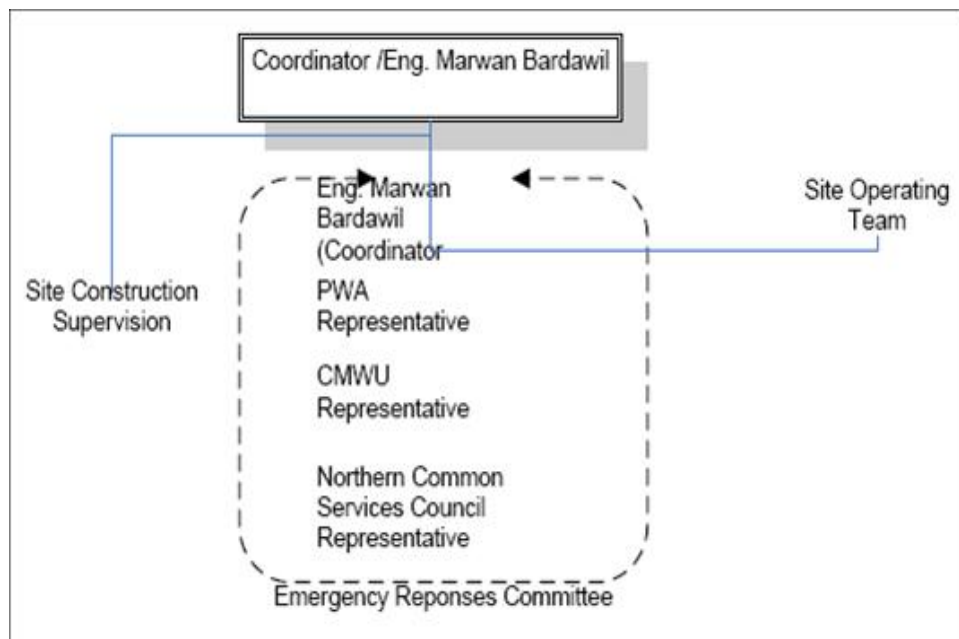 Coordinator /Eng. Marwan Bardawil
Eng. Marwan
Bardawil
(Coordinator
PWA
Representative
CMWU
Representative
Northern Common
Services Council
Representative
Emergency Reponses Committee
Site Construction
Supervision
Site Operating
Team